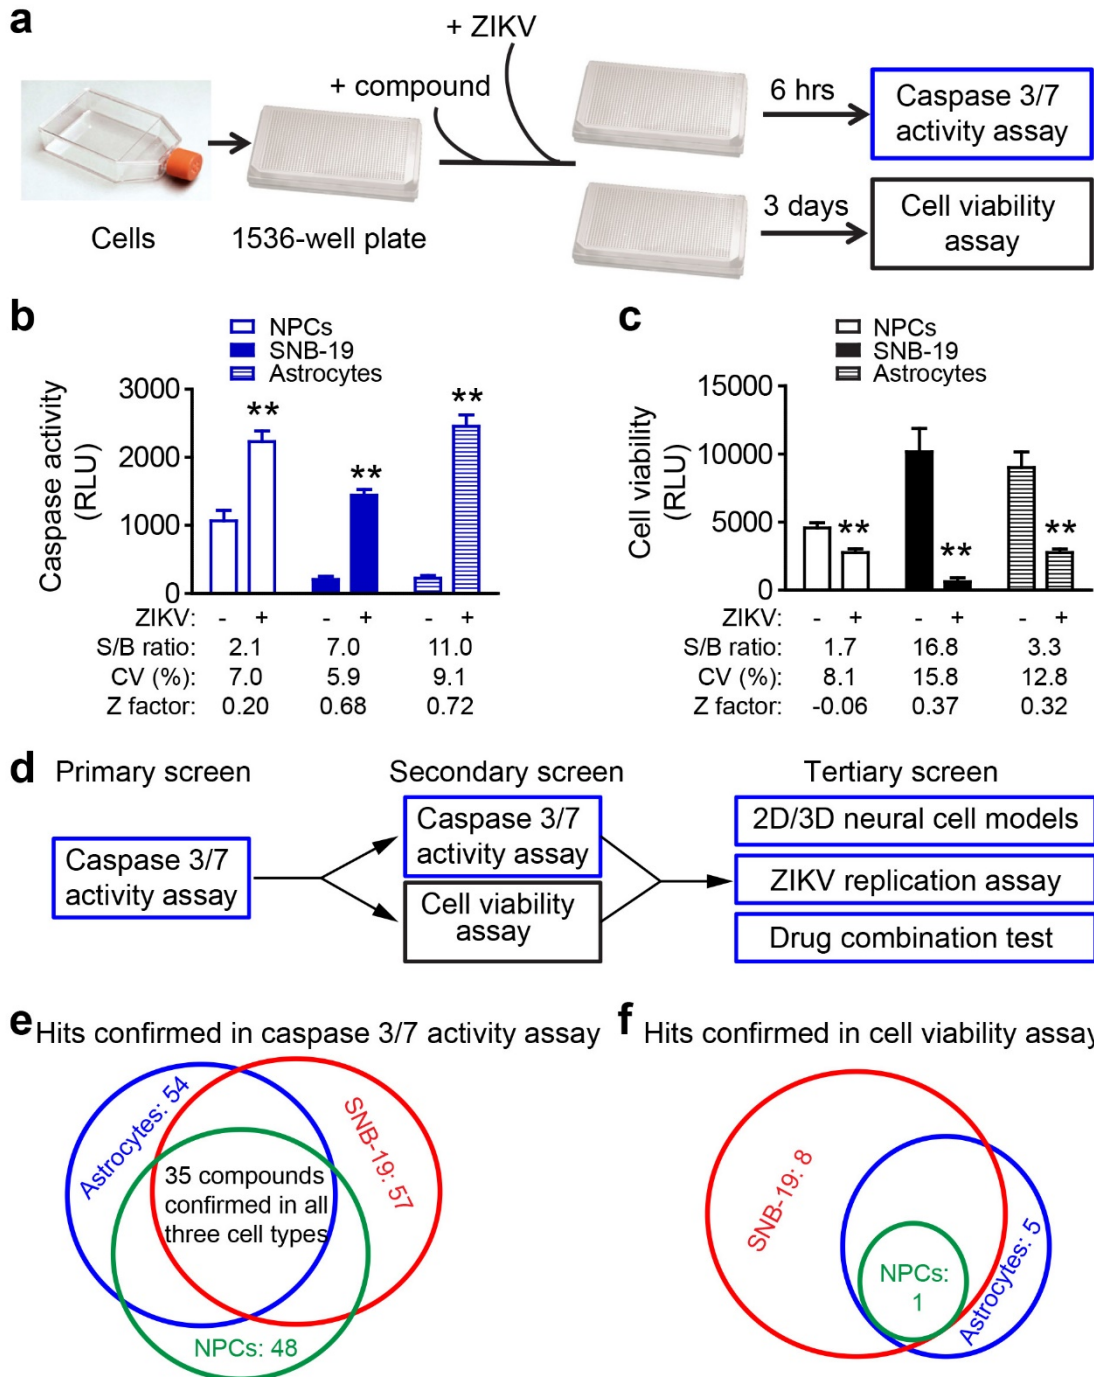 a
+ ZIKV
+ compound
6 hrs
Caspase 3/7
activity assay
3 days
Cell viability
assay
Cells
1536-well plate
b
NPCs
SNB-19
Astrocytes
Caspase activity
(RLU)
3000
2000
1000
0
**
**
**
ZIKV: - + - + - +
S/B ratio: 2.1 7.0 11.0
CV (%): 7.0 5.9 9.1
Z factor: 0.20 0.68 0.72
c
NPCs
SNB-19
Astrocytes
Cell viability
(RLU)
15000
10000
5000
0
**
**
**
ZIKV: - + - + - +
S/B ratio: 1.7 16.8 3.3
CV (%): 8.1 15.8 12.8
Z factor: -0.06 0.37 0.32
d
Primary screen
Secondary screen
Tertiary screen
Caspase 3/7
activity assay
Caspase 3/7
activity assay
Cell viability
assay
2D/3D neural cell models
ZIKV replication assay
Drug combination test
e
Hits confirmed in caspase 3/7 activity assay
Astrocytes: 54
SNB-19: 57
35 compounds
confirmed in all
three cell types
NPCs: 48
f
Hits confirmed in cell viability assay
SNB-19: 8
NPCs:
1
Astrocytes: 5